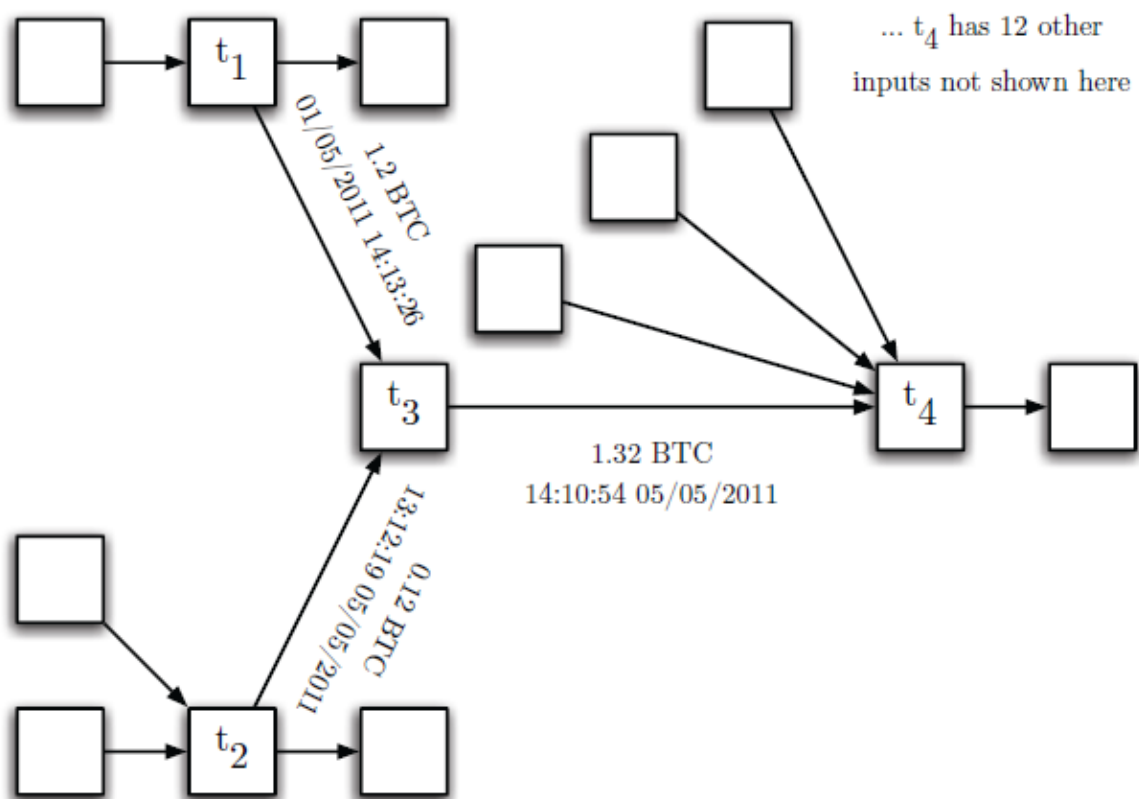 t1
... t4 has 12 other
inputs not shown here
1.2 BTC
01/05/2011 14:13:26
t3
t4
1.32 BTC
14:10:54 05/05/2011
13:12:19 05/05/2011
0.12 BTC
t2